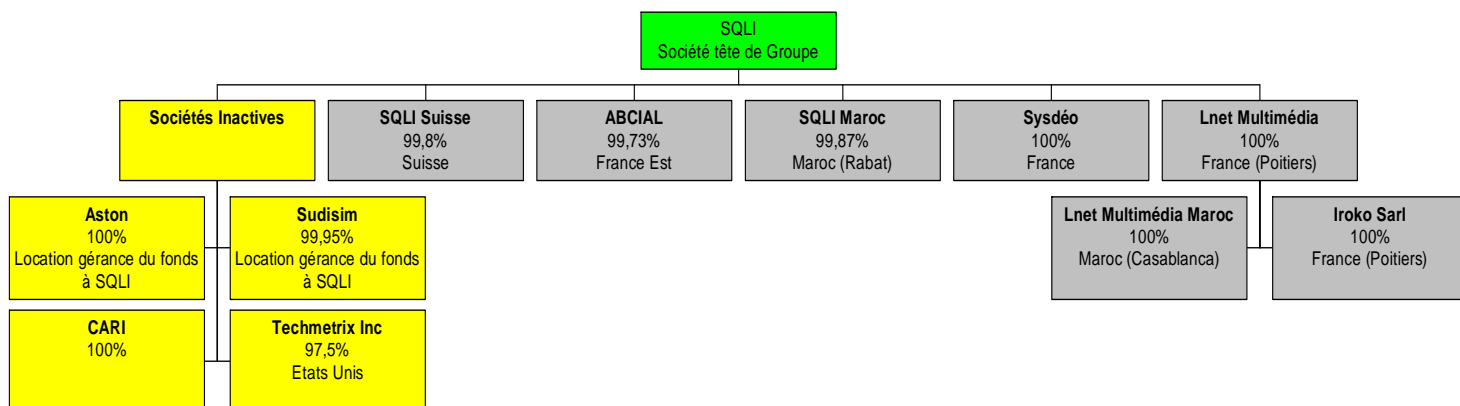 SQLI
Société tête de Groupe
Sociétés Inactives
SQLI Suisse
99,8%
Suisse
ABCIAL
99,73%
France Est
SQLI Maroc
99,87%
Maroc (Rabat)
Sysdéo
100%
France
Lnet Multimédia
100%
France (Poitiers)
Aston
100%
Location gérance du fonds
à SQLI
Sudisim
99,95%
Location gérance du fonds
à SQLI
Lnet Multimédia Maroc
100%
Maroc (Casablanca)
Iroko Sarl
100%
France (Poitiers)
CARI
100%
Techmetrix Inc
97,5%
Etats Unis